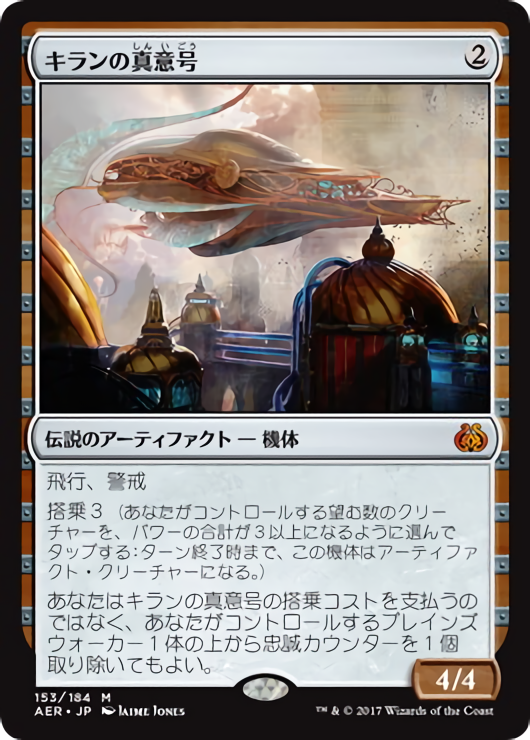 キランの真意号
しんいごう
2
伝説のアーティファクト ― 機体
飛行、警戒
搭乗3（あなたがコントロールする望む数のクリー
チャーを、パワーの合計が3以上になるように選んで
タップする:ターン終了時まで、この機体はアーティファ
クト・クリーチャーになる。）
あなたはキランの真意号の搭乗コストを支払うの
ではなく、あなたがコントロールするプレインズ
ウォーカー1体の上から忠誠カウンターを1個
取り除いてもよい。
4/4
153/184 M
AER • JP Jaime Jones
™ & © 2017 Wizards of the Coast